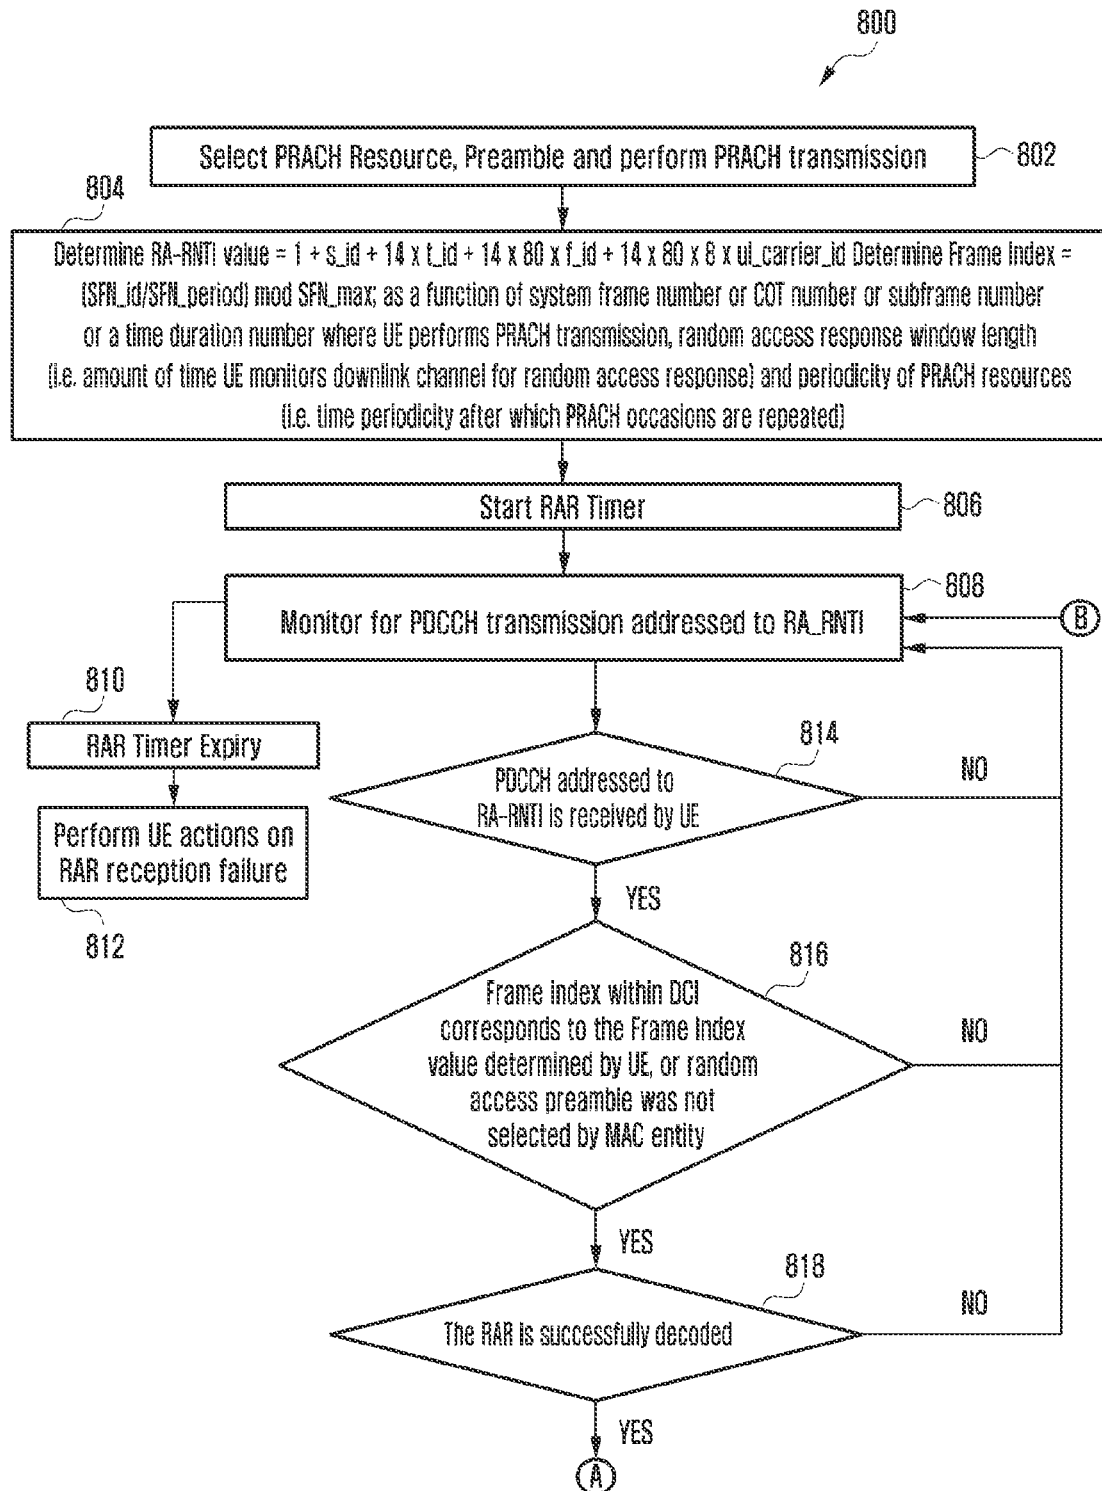 800
Select PRACH Resource, Preamble and perform PRACH transmission
802
804
Determine RA-RNTI value = 1 + s_id + 14 x t_id + 14 x 80 x f_id + 14 x 80 x 8 x ul_carrier_id Determine Frame Index =
(SFN_id/SFN_period) mod SFN_max; as a function of system frame number or COT number or subframe number
or a time duration number where UE performs PRACH transmission, random access response window length
(i.e. amount of time UE monitors downlink channel for random access response) and periodicity of PRACH resources
(i.e. time periodicity after which PRACH occasions are repeated)
Start RAR Timer
806
808
Monitor for PDCCH transmission addressed to RA_RNTI
B
810
RAR Timer Expiry
814
NO
PDCCH addressed to
RA-RNTI is received by UE
Perform UE actions on
RAR reception failure
812
YES
816
Frame index within DCI
corresponds to the Frame Index
value determined by UE, or random
access preamble was not
selected by MAC entity
NO
YES
818
NO
The RAR is successfully decoded
YES
A